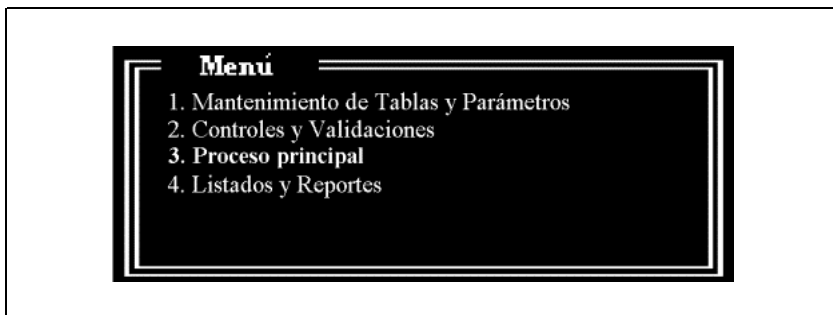 Menú
1. Mantenimiento de Tablas y Parámetros
2. Controles y Validaciones
3. Proceso principal
4. Listados y Reportes